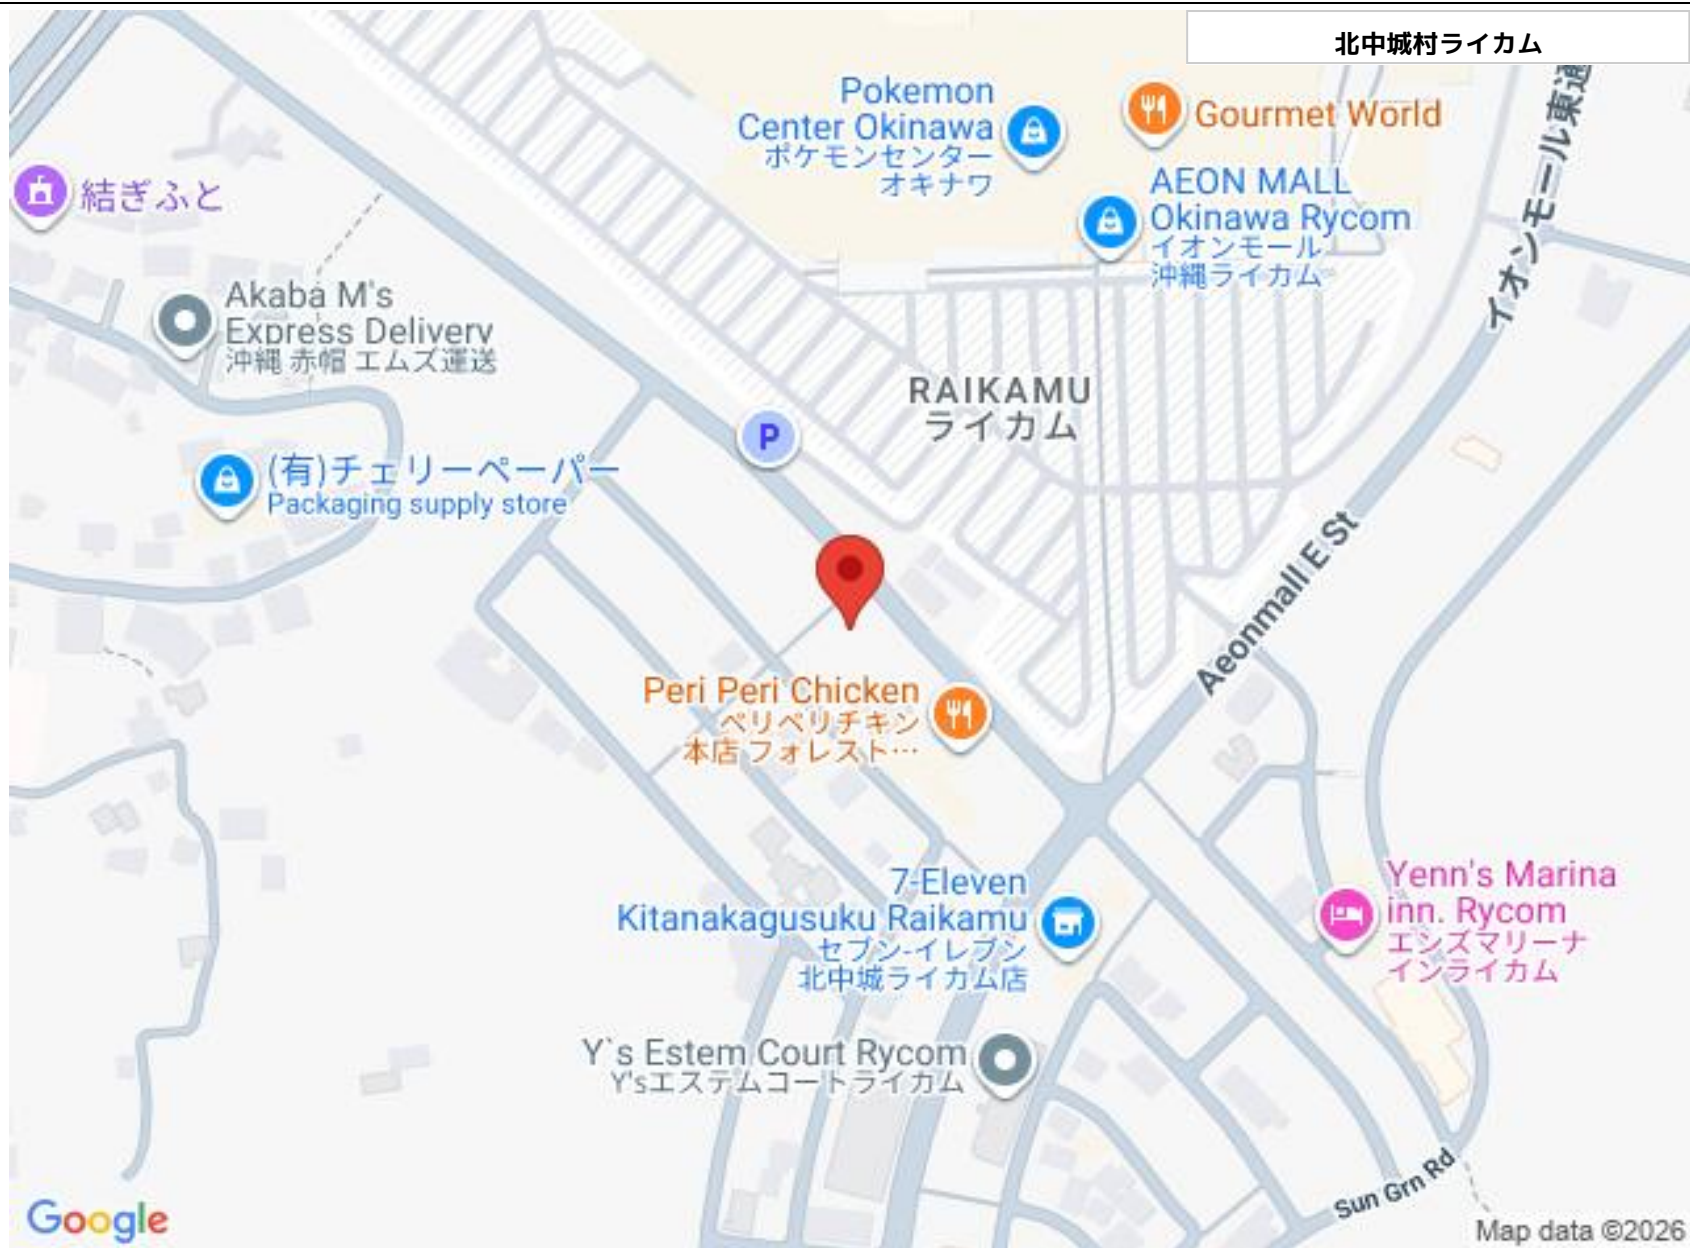 北中城村ライカム
Pokemon
Center Okinawa
ポケモンセンター
オキナワ
Gourmet World
イオンモール東通
AEON MALL
Okinawa Rycom
イオンモール
沖縄ライカム
結ぎふと
Akaba M's
Express Delivery
沖縄 赤帽 エムズ運送
RAIKAMU
ライカム
P
(有)チェリーペーパー
Packaging supply store
Aeonmall E St
Peri Peri Chicken
ペリペリチキン
本店 フォレスト…
7-Eleven
Kitanakagusuku Raikamu
セブン-イレブン
北中城ライカム店
Yenn's Marina
inn. Rycom
エンズマリーナ
インライカム
Y`s Estem Court Rycom
Y'sエステムコートライカム
Sun Grn Rd
Google
Map data ©2026